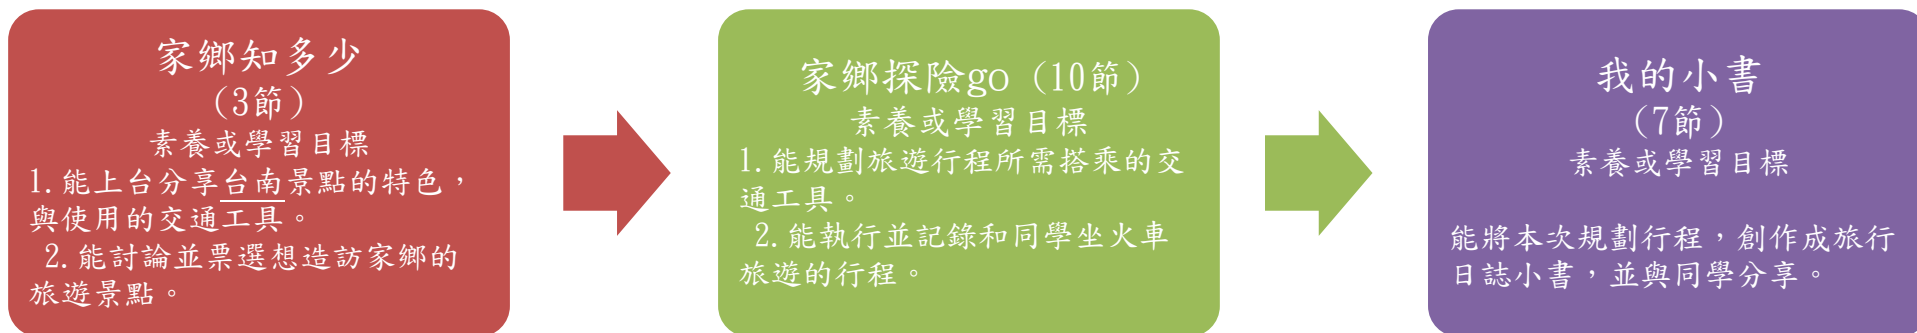 家鄉知多少
（3節）
素養或學習目標
1.能上台分享台南景點的特色，
與使用的交通工具。
2.能討論並票選想造訪家鄉的
旅遊景點。
家鄉探險go（10節）
素養或學習目標
1.能規劃旅遊行程所需搭乘的交
通工具。
2.能執行並記錄和同學坐火車
旅遊的行程。
我的小書
（7節）
素養或學習目標
能將本次規劃行程，創作成旅行
日誌小書，並與同學分享。